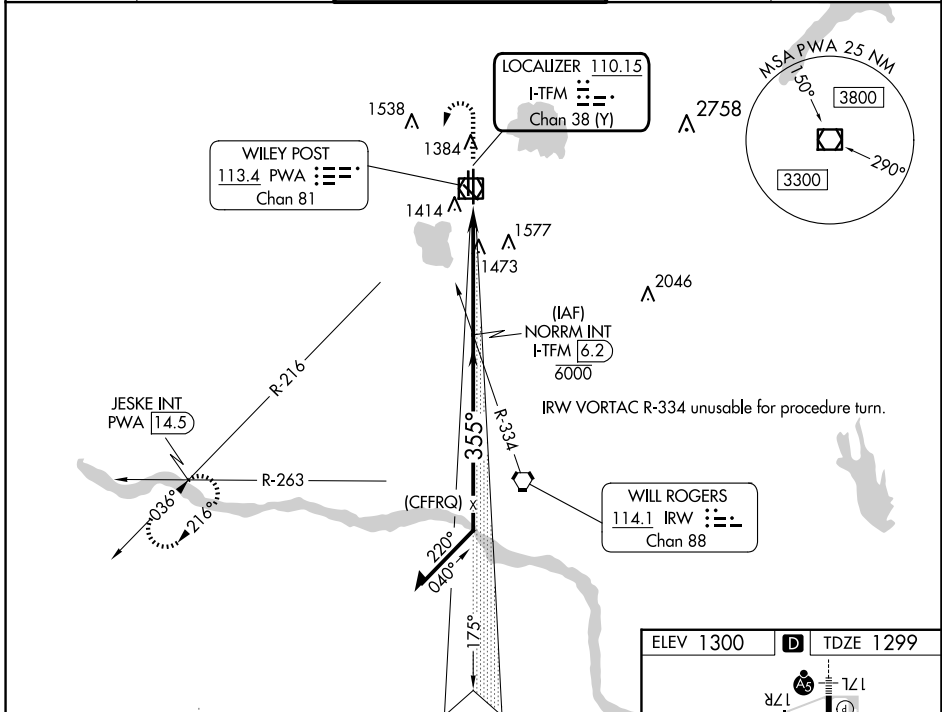 LOCALIZER 110.15
I-TFM
Chan 38 (Y)
MSA PWA 25 NM
150°
3800
290°
3300
1538
2758
1384
WILEY POST
113.4 PWA
Chan 81
1414
1577
1473
2046
(IAF)
NORRM INT
I-TFM 6.2
6000
R-216
IRW VORTAC R-334 unusable for procedure turn.
JESKE INT
PWA 14.5
355°
R-334
R-263
(CFFRQ) X
WILL ROGERS
114.1 IRW
Chan 88
036°
216°
220°
040°
175°
ELEV 1300 D TDZE 1299
A5
17L
17R
P